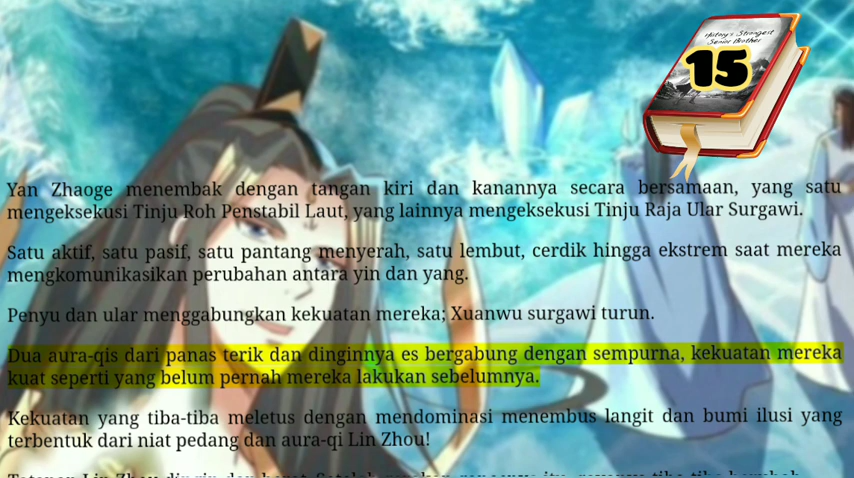 History's Strongest
Senior Brother
15
Yan Zhaoge menembak dengan tangan kiri dan kanannya secara bersamaan, yang satu
mengeksekusi Tinju Roh Penstabil Laut, yang lainnya mengeksekusi Tinju Raja Ular Surgawi.
Satu aktif, satu pasif, satu pantang menyerah, satu lembut, cerdik hingga ekstrem saat mereka
mengkomunikasikan perubahan antara yin dan yang.
Penyu dan ular menggabungkan kekuatan mereka; Xuanwu surgawi turun.
Dua aura-qis dari panas terik dan dinginnya es bergabung dengan sempurna, kekuatan mereka
kuat seperti yang belum pernah mereka lakukan sebelumnya.
Kekuatan yang tiba-tiba meletus dengan mendominasi menembus langit dan bumi ilusi yang
terbentuk dari niat pedang dan aura-qi Lin Zhou!
Tatapan Lin Zhou